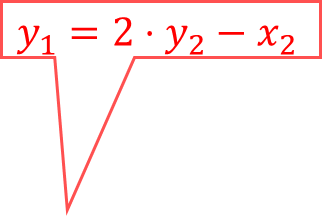 y₁ = 2 · y₂ − x₂